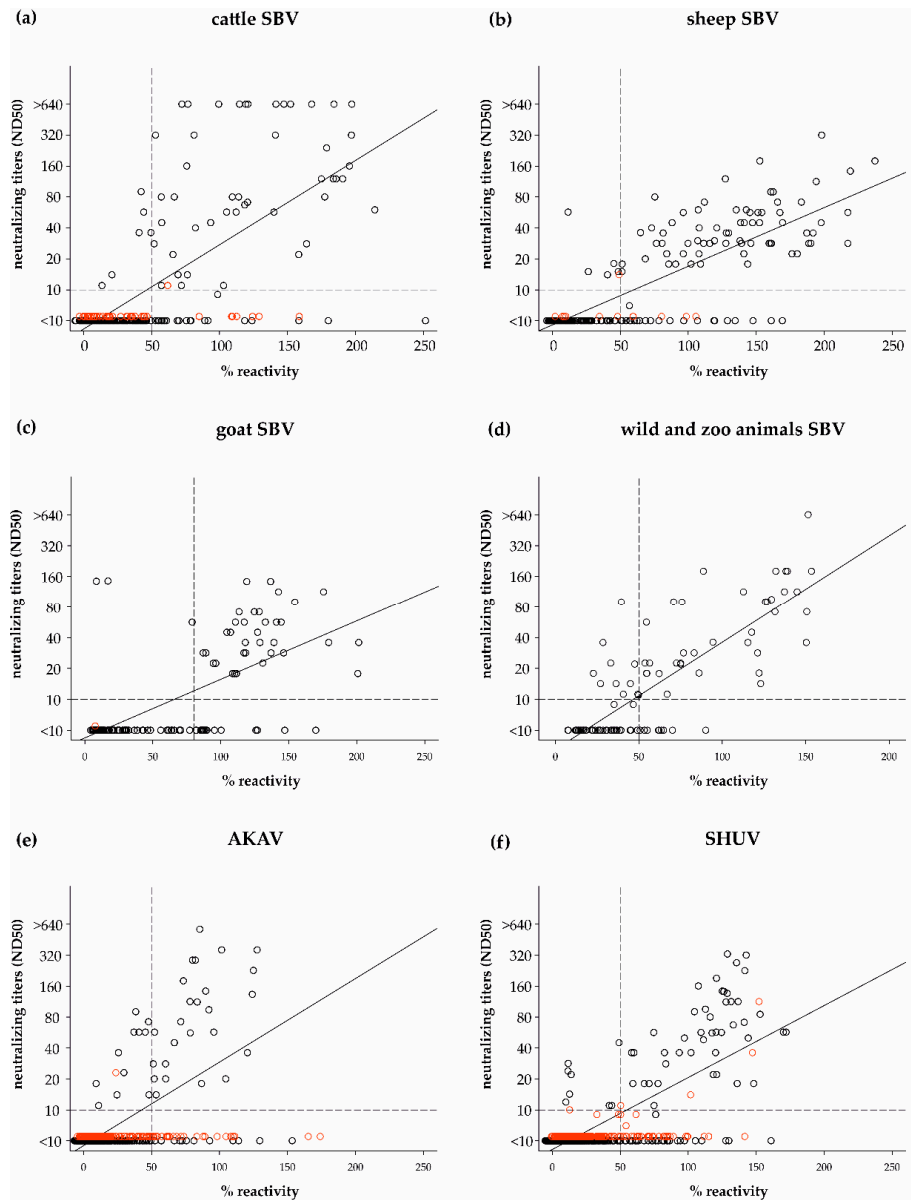 (a) cattle SBV
neutralizing titers (ND50)
>640
320
160
80
40
20
10
<10
0 50 100 150 200 250
% reactivity
(b) sheep SBV
neutralizing titers (ND50)
>640
320
160
80
40
20
10
<10
0 50 100 150 200 250
% reactivity
(c) goat SBV
neutralizing titers (ND50)
>640
320
160
80
40
20
10
<10
0 50 100 150 200 250
% reactivity
(d) wild and zoo animals SBV
neutralizing titers (ND50)
>640
320
160
80
40
20
10
<10
0 50 100 150 200
% reactivity
(e) AKAV
neutralizing titers (ND50)
>640
320
160
80
40
20
10
<10
0 50 100 150 200 250
% reactivity
(f) SHUV
neutralizing titers (ND50)
>640
320
160
80
40
20
10
<10
0 50 100 150 200 250
% reactivity